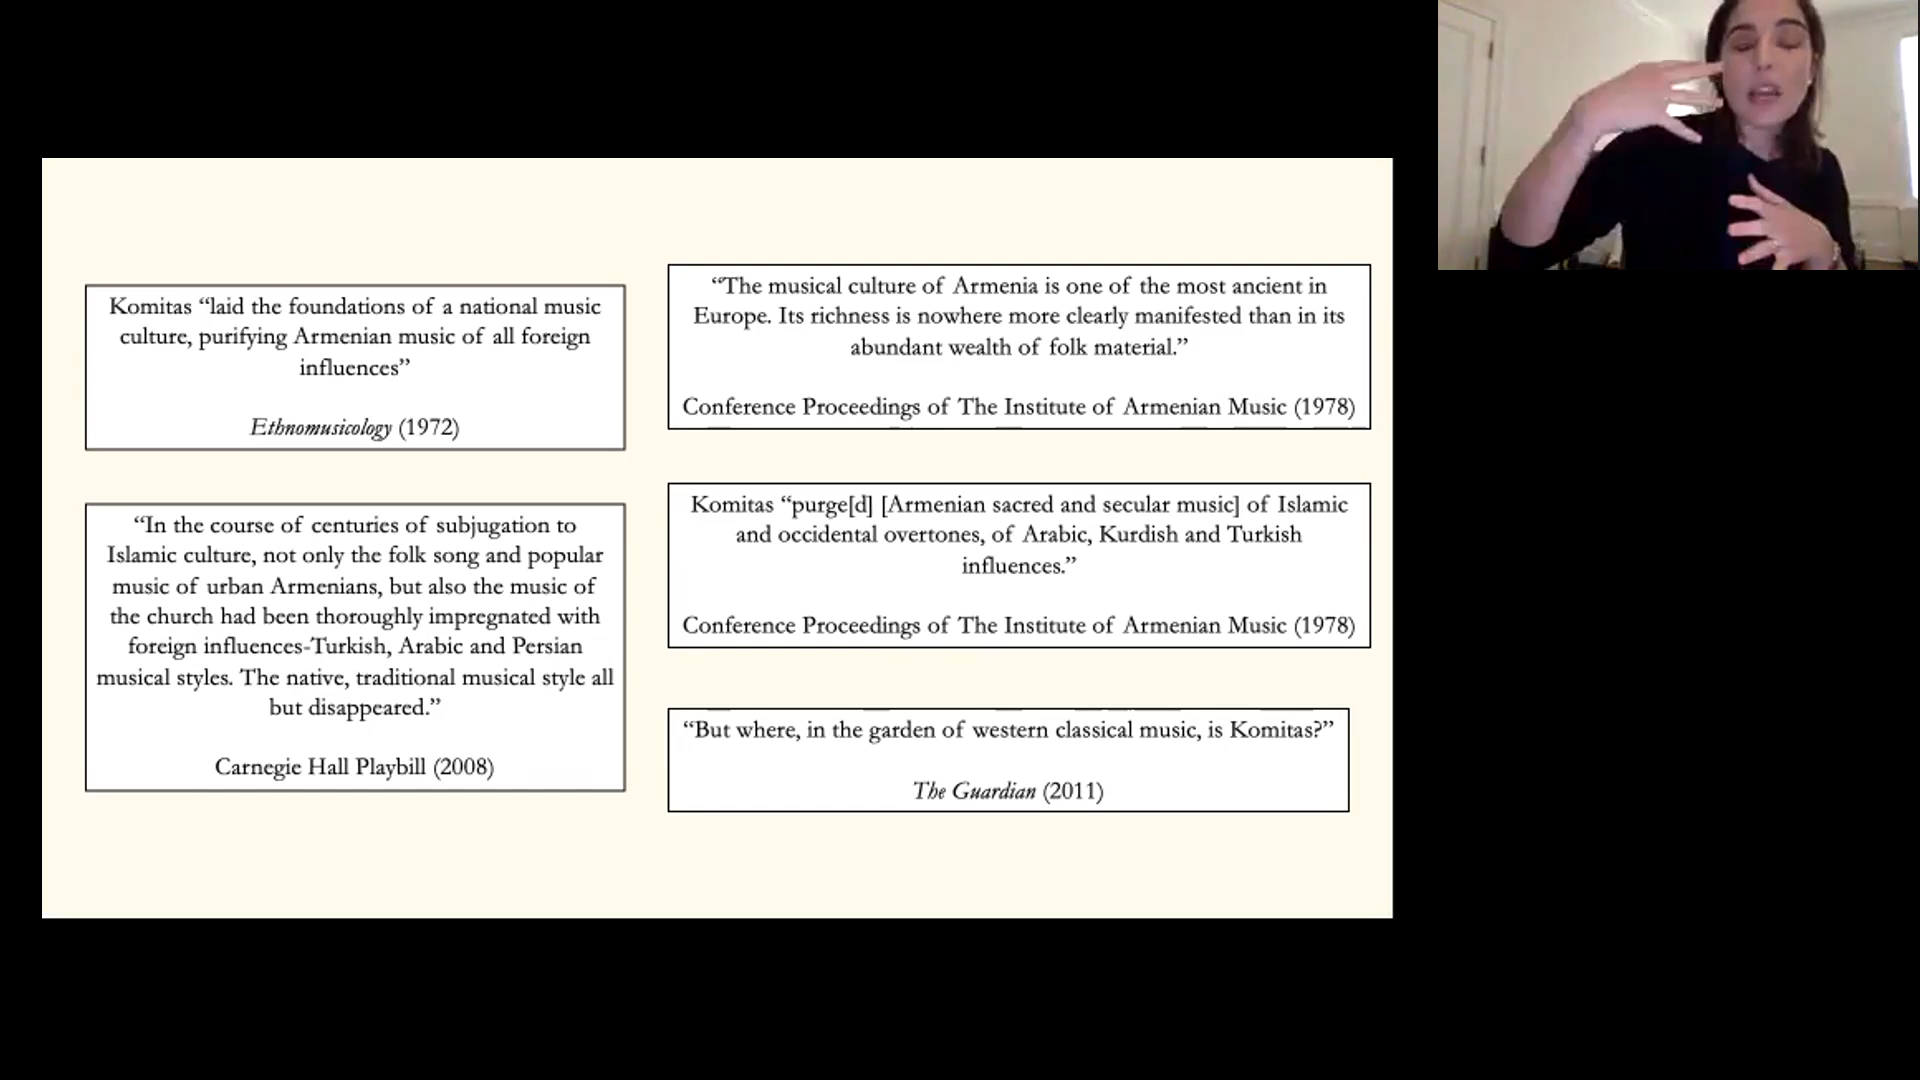 Komitas “laid the foundations of a national music
culture, purifying Armenian music of all foreign
influences”
Ethnomusicology (1972)
“In the course of centuries of subjugation to
Islamic culture, not only the folk song and popular
music of urban Armenians, but also the music of
the church had been thoroughly impregnated with
foreign influences-Turkish, Arabic and Persian
musical styles. The native, traditional musical style all
but disappeared.”
Carnegie Hall Playbill (2008)
“The musical culture of Armenia is one of the most ancient in
Europe. Its richness is nowhere more clearly manifested than in its
abundant wealth of folk material.”
Conference Proceedings of The Institute of Armenian Music (1978)
Komitas “purge[d] [Armenian sacred and secular music] of Islamic
and occidental overtones, of Arabic, Kurdish and Turkish
influences.”
Conference Proceedings of The Institute of Armenian Music (1978)
“But where, in the garden of western classical music, is Komitas?”
The Guardian (2011)